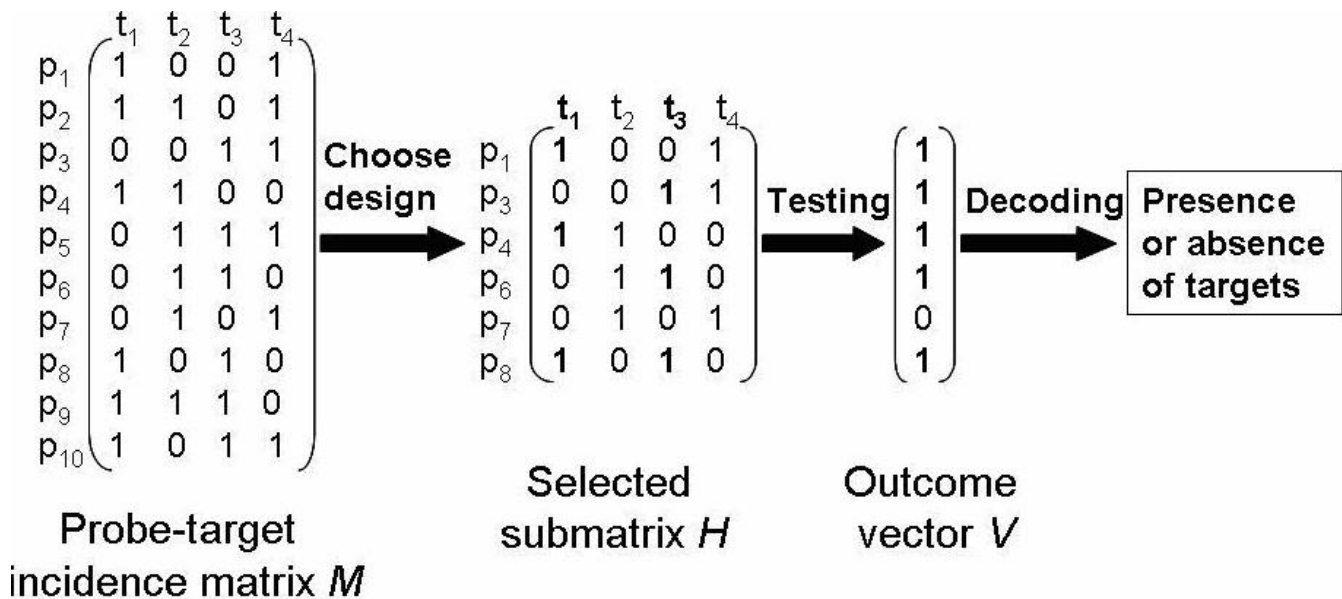 t1 t2 t3 t4
p1 1 0 0 1
p2 1 1 0 1
p3 0 0 1 1
p4 1 1 0 0
p5 0 1 1 1
p6 0 1 1 0
p7 0 1 0 1
p8 1 0 1 0
p9 1 1 1 0
p10 1 0 1 1
Probe-target
incidence matrix M
Choose
design
t1 t2 t3 t4
p1 1 0 0 1
p3 0 0 1 1
p4 1 1 0 0
p6 0 1 1 0
p7 0 1 0 1
p8 1 0 1 0
Selected
submatrix H
Testing
1
1
1
1
0
1
Outcome
vector V
Decoding
Presence
or absence
of targets